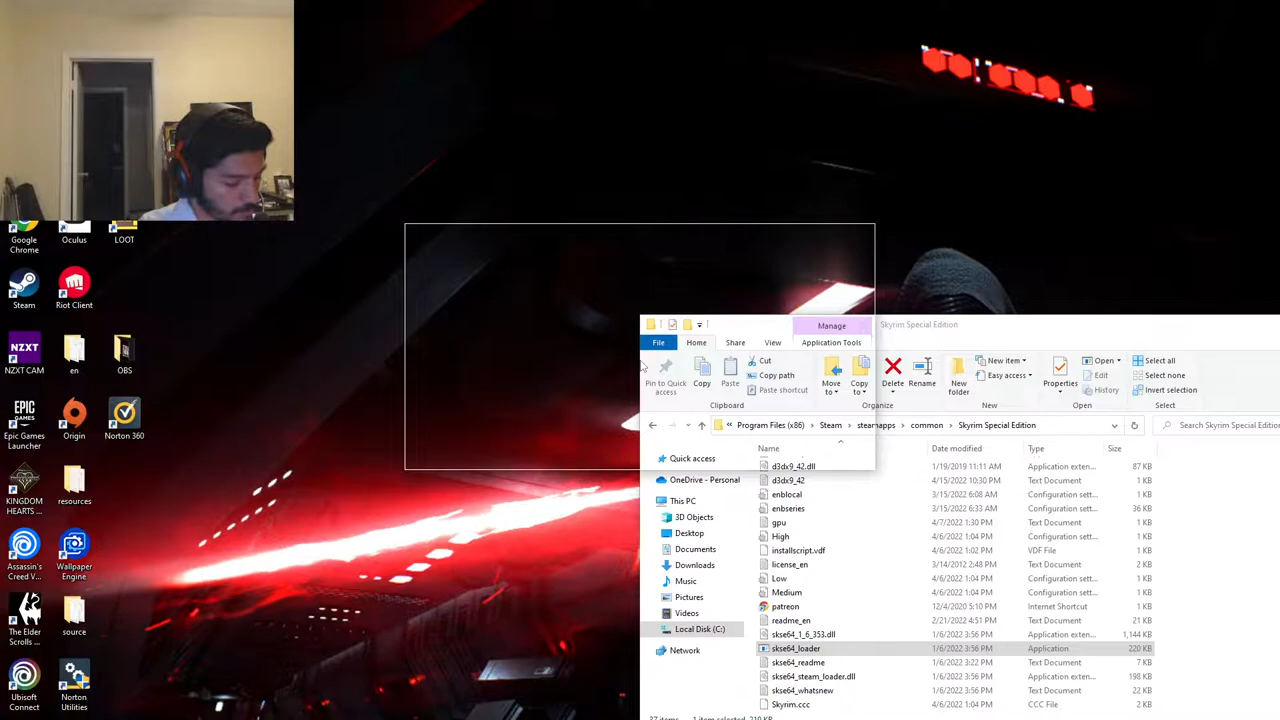 Google Chrome
Oculus
LOOT
Steam
Riot Client
NZXT CAM
en
OBS
Epic Games Launcher
Origin
Norton 360
KINGDOM HEARTS ...
resources
Assassin's Creed V...
Wallpaper Engine
The Elder Scrolls ...
source
Ubisoft Connect
Norton Utilities
Manage
Skyrim Special Edition
File Home Share View Application Tools
Pin to Quick access
Copy
Paste
Cut
Copy path
Paste shortcut
Move to
Copy to
Delete
Rename
New folder
New item
Easy access
Properties
Open
Edit
History
Select all
Select none
Invert selection
Clipboard Organize New Open Select
« Program Files (x86) > Steam > steamapps > common > Skyrim Special Edition
Search Skyrim Special Edition
Quick access
OneDrive - Personal
This PC
3D Objects
Desktop
Documents
Downloads
Music
Pictures
Videos
Local Disk (C:)
Network
Name Date modified Type Size
d3dx9_42.dll 1/19/2019 11:11 AM Application exten... 87 KB
d3dx9_42 4/15/2022 10:30 PM Text Document 1 KB
enblocal 3/15/2022 6:08 AM Configuration sett... 1 KB
enbseries 3/15/2022 6:33 AM Configuration sett... 36 KB
gpu 4/7/2022 1:30 PM Text Document 1 KB
High 4/6/2022 1:04 PM Configuration sett... 1 KB
installscript.vdf 4/6/2022 1:02 PM VDF File 1 KB
license_en 3/14/2012 2:48 PM Text Document 1 KB
Low 4/6/2022 1:04 PM Configuration sett... 1 KB
Medium 4/6/2022 1:04 PM Configuration sett... 1 KB
patreon 12/4/2020 5:10 PM Internet Shortcut 1 KB
readme_en 2/21/2022 4:51 PM Text Document 1 KB
skse64_1_6_353.dll 1/6/2022 3:56 PM Application exten... 1,144 KB
skse64_loader 1/6/2022 3:56 PM Application 220 KB
skse64_readme 1/6/2022 3:22 PM Text Document 7 KB
skse64_steam_loader.dll 1/6/2022 3:56 PM Application exten... 198 KB
skse64_whatsnew 1/6/2022 3:56 PM Text Document 22 KB
Skyrim.ccc 4/6/2022 1:04 PM CCC File 1 KB
37 items 1 item selected 219 KB